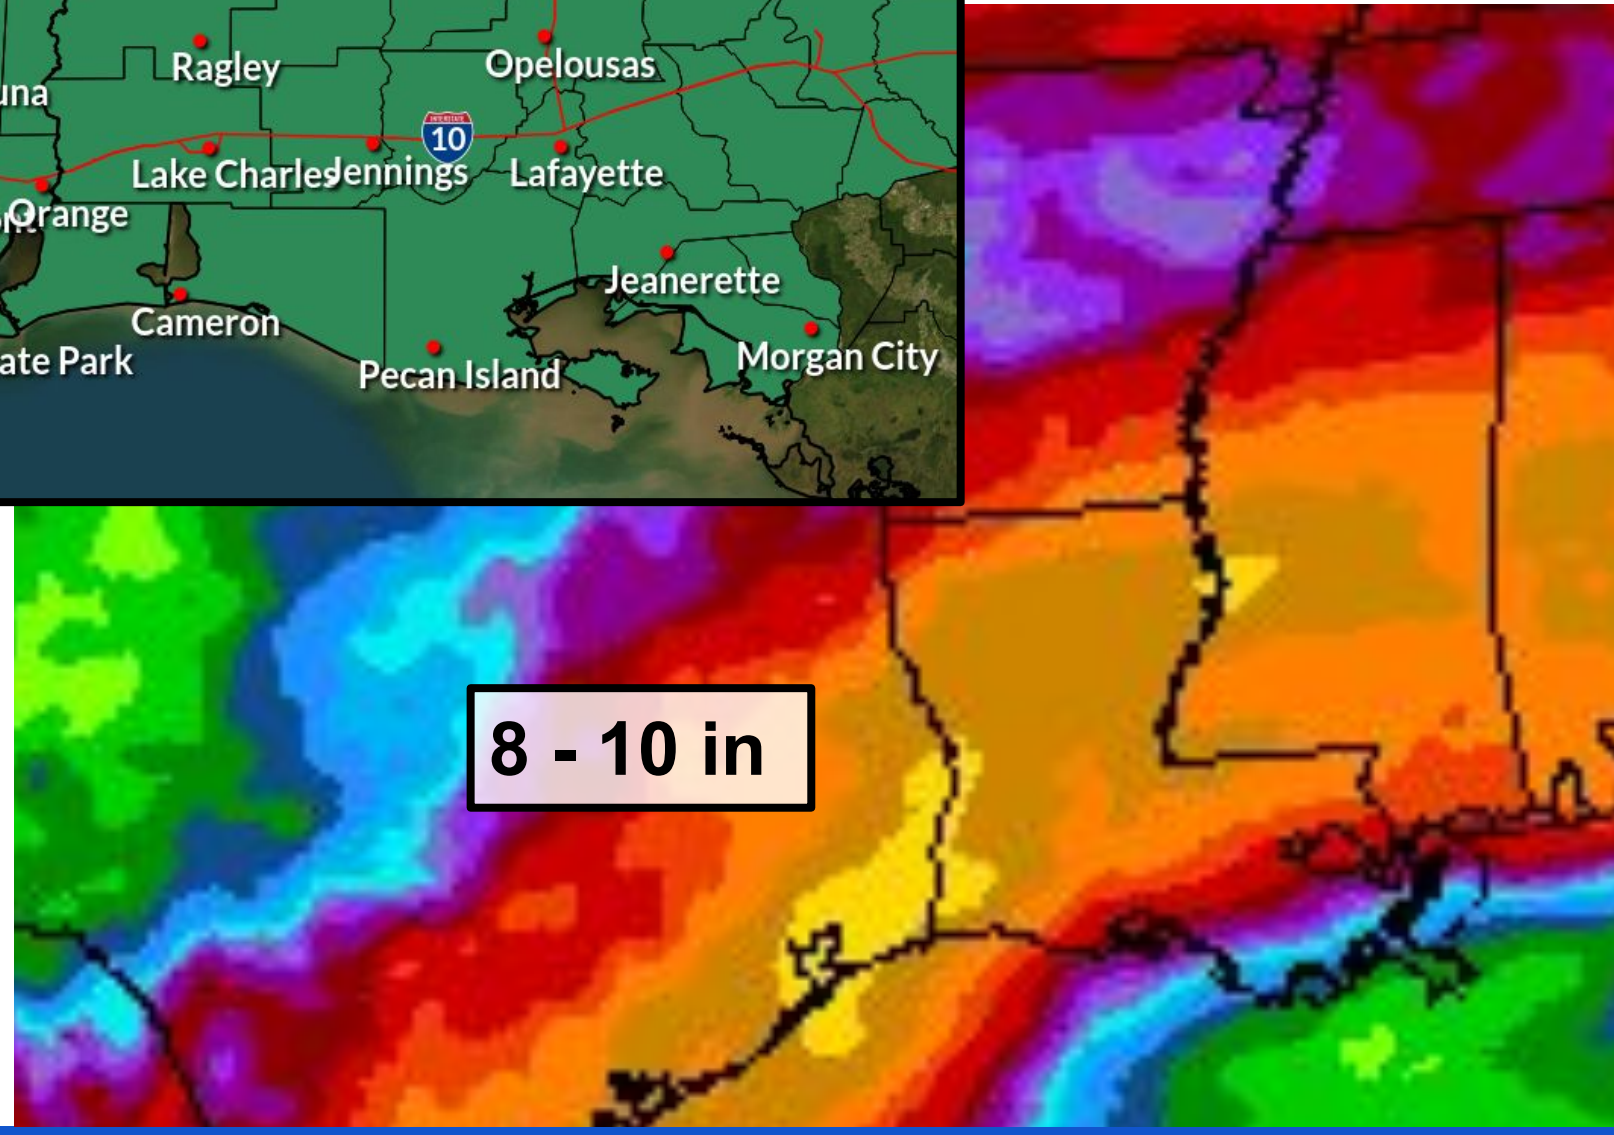 Ragley
Opelousas
una
INTERSTATE
10
Lake Charles
Jennings
Lafayette
Orange
Jeanerette
Cameron
ate Park
Pecan Island
Morgan City
8 - 10 in